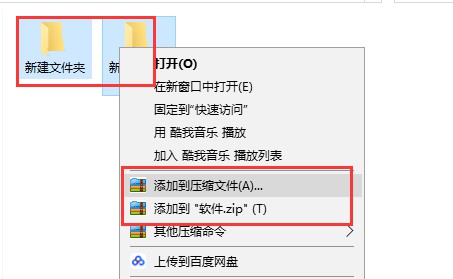 新建文件夹
新
打开(O)
在新窗口中打开(E)
固定到"快速访问"
用 酷我音乐 播放
加入 酷我音乐 播放列表
添加到压缩文件(A)...
添加到 "软件.zip" (T)
其他压缩命令
上传到百度网盘